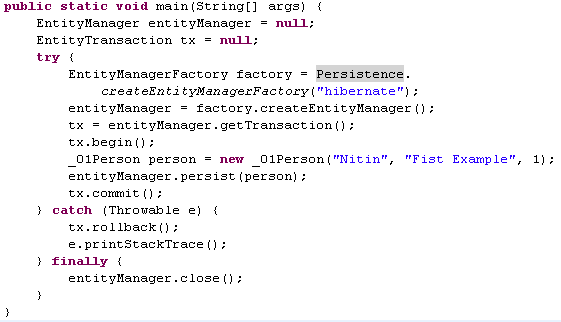 public static void main(String[] args) {
    EntityManager entityManager = null;
    EntityTransaction tx = null;
    try {
        EntityManagerFactory factory = Persistence.
            createEntityManagerFactory("hibernate");
        entityManager = factory.createEntityManager();
        tx = entityManager.getTransaction();
        tx.begin();
        _01Person person = new _01Person("Nitin", "Fist Example", 1);
        entityManager.persist(person);
        tx.commit();
    } catch (Throwable e) {
        tx.rollback();
        e.printStackTrace();
    } finally {
        entityManager.close();
    }
}